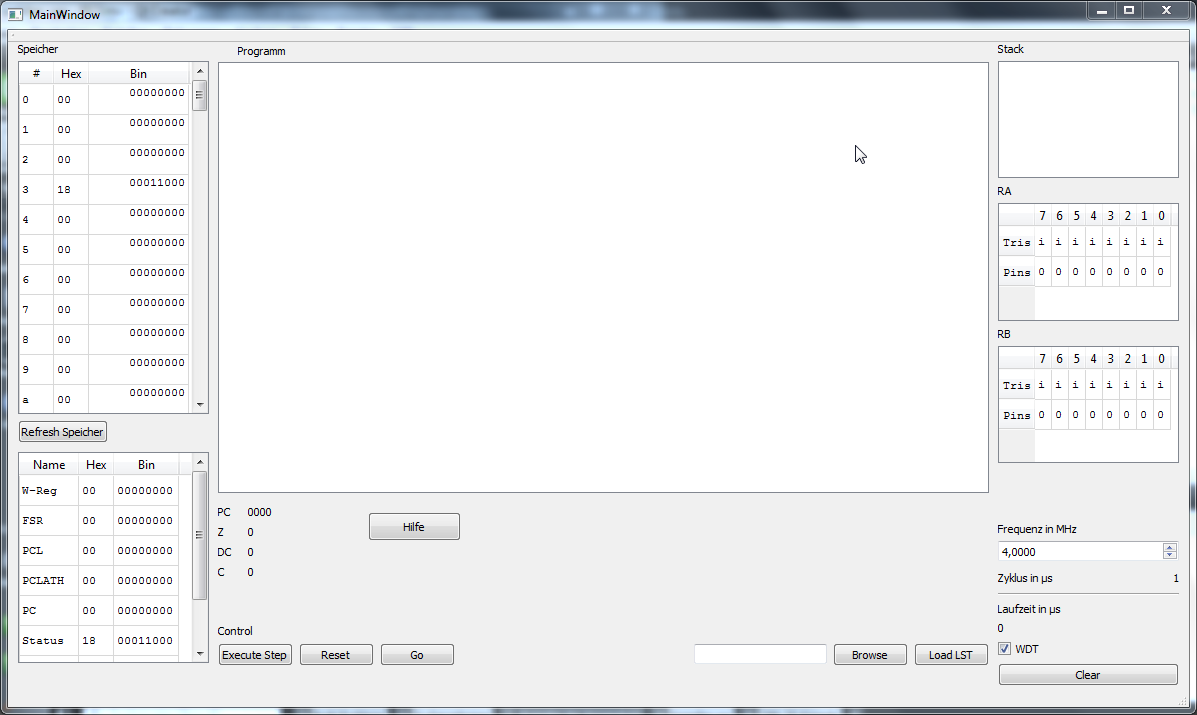 MainWindow
Speicher
# Hex Bin
0 00 00000000
1 00 00000000
2 00 00000000
3 18 00011000
4 00 00000000
5 00 00000000
6 00 00000000
7 00 00000000
8 00 00000000
9 00 00000000
a 00 00000000
Refresh Speicher
Name Hex Bin
W-Reg 00 00000000
FSR 00 00000000
PCL 00 00000000
PCLATH 00 00000000
PC 00 00000000
Status 18 00011000
Programm
PC 0000
Z 0
DC 0
C 0
Hilfe
Control
Execute Step Reset Go
Browse Load LST
Stack
RA
7 6 5 4 3 2 1 0
Tris i i i i i i i i
Pins 0 0 0 0 0 0 0 0
RB
7 6 5 4 3 2 1 0
Tris i i i i i i i i
Pins 0 0 0 0 0 0 0 0
Frequenz in MHz
4,0000
Zyklus in µs 1
Laufzeit in µs
0
WDT
Clear